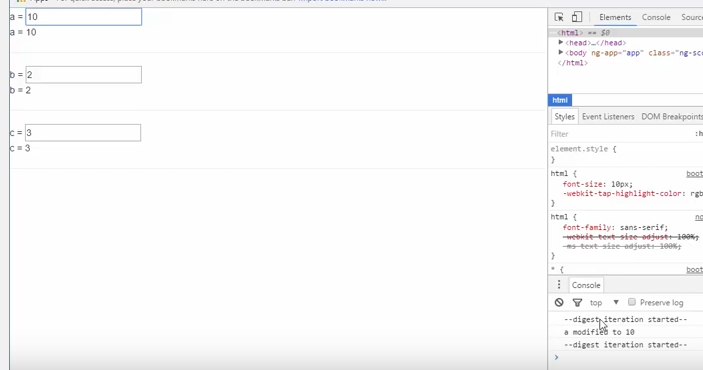 a = 10
a = 10
b = 2
b = 2
c = 3
c = 3
Elements Console Sourc
<html> == $0
<head>…</head>
<body ng-app="app" class="ng-sco
</html>
html
Styles Event Listeners DOM Breakpoints
Filter :h
element.style {
}
html { boot
font-size: 10px;
-webkit-tap-highlight-color: rgb
}
html { no
font-family: sans-serif;
-webkit-text-size-adjust: 100%;
-ms-text-size-adjust: 100%;
}
* { boot
Console
top Preserve log
--digest iteration started--
a modified to 10
--digest iteration started--